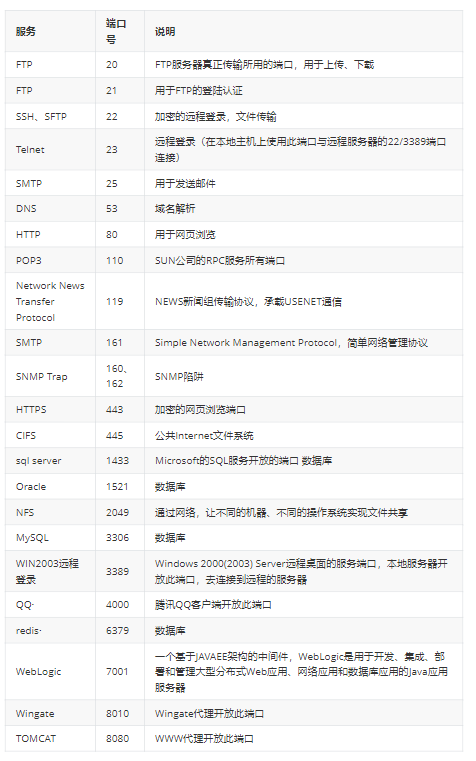 服务 端口号 说明
FTP 20 FTP服务器真正传输所用的端口，用于上传、下载
FTP 21 用于FTP的登陆认证
SSH、SFTP 22 加密的远程登录，文件传输
Telnet 23 远程登录（在本地主机上使用此端口与远程服务器的22/3389端口
连接）
SMTP 25 用于发送邮件
DNS 53 域名解析
HTTP 80 用于网页浏览
POP3 110 SUN公司的RPC服务所有端口
Network News
Transfer
Protocol 119 NEWS新闻组传输协议，承载USENET通信
SMTP 161 Simple Network Management Protocol，简单网络管理协议
SNMP Trap 160、
162 SNMP陷阱
HTTPS 443 加密的网页浏览端口
CIFS 445 公共Internet文件系统
sql server 1433 Microsoft的SQL服务开放的端口 数据库
Oracle 1521 数据库
NFS 2049 通过网络，让不同的机器、不同的操作系统实现文件共享
MySQL 3306 数据库
WIN2003远程
登录 3389 Windows 2000(2003) Server远程桌面的服务端口，本地服务器开
放此端口，去连接到远程的服务器
QQ· 4000 腾讯QQ客户端开放此端口
redis· 6379 数据库
WebLogic 7001 一个基于JAVAEE架构的中间件，WebLogic是用于开发、集成、部
署和管理大型分布式Web应用、网络应用和数据库应用的Java应用
服务器
Wingate 8010 Wingate代理开放此端口
TOMCAT 8080 WWW代理开放此端口